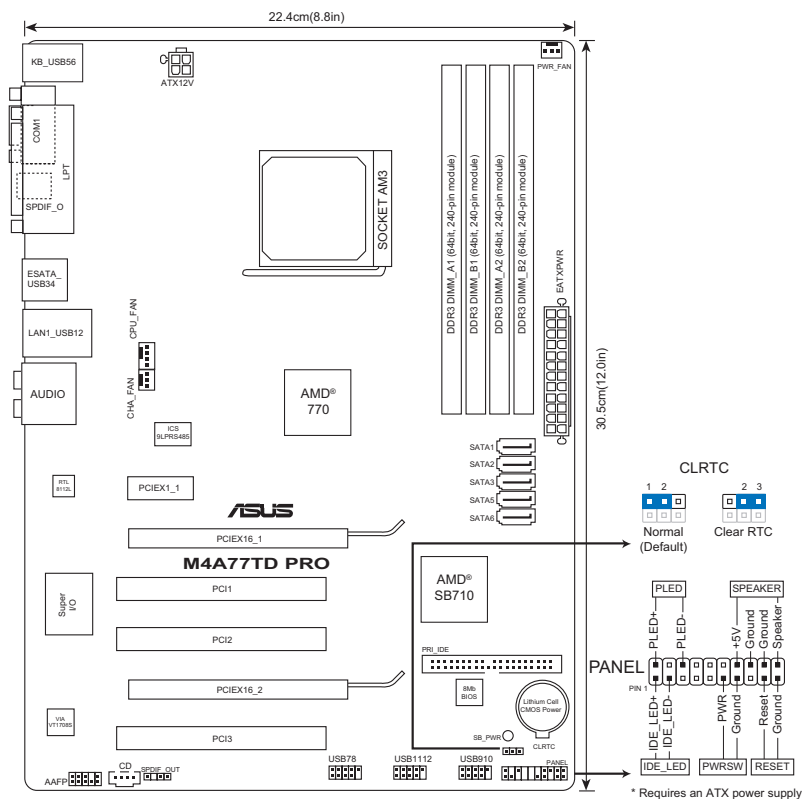 22.4cm(8.8in)
KB_USB56
ATX12V
PWR_FAN
COM1
LPT
SPDIF_O
SOCKET AM3
DDR3 DIMM_A1 (64bit, 240-pin module)
DDR3 DIMM_B1 (64bit, 240-pin module)
DDR3 DIMM_A2 (64bit, 240-pin module)
DDR3 DIMM_B2 (64bit, 240-pin module)
EATXPWR
30.5cm(12.0in)
ESATA_
USB34
LAN1_USB12
CPU_FAN
CHA_FAN
AUDIO
AMD®
770
ICS
9LPRS485
SATA1
SATA2
SATA3
SATA5
SATA6
RTL
8112L
PCIEX1_1
ASUS
PCIEX16_1
M4A77TD PRO
CLRTC
1 2
2 3
Normal
(Default)
Clear RTC
PCI1
Super
I/O
AMD®
SB710
PCI2
PRI_IDE
PCIEX16_2
8Mb
BIOS
Lithium Cell
CMOS Power
VIA
VT1708S
PCI3
SB_PWR
CLRTC
AAFP
CD
SPDIF_OUT
USB78
USB1112
USB910
PANEL
PLED
SPEAKER
PLED+
PLED-
+5V
Ground
Ground
Speaker
PANEL
PIN 1
IDE_LED+
IDE_LED-
PWR
Ground
Reset
Ground
IDE_LED
PWRSW
RESET
* Requires an ATX power supply